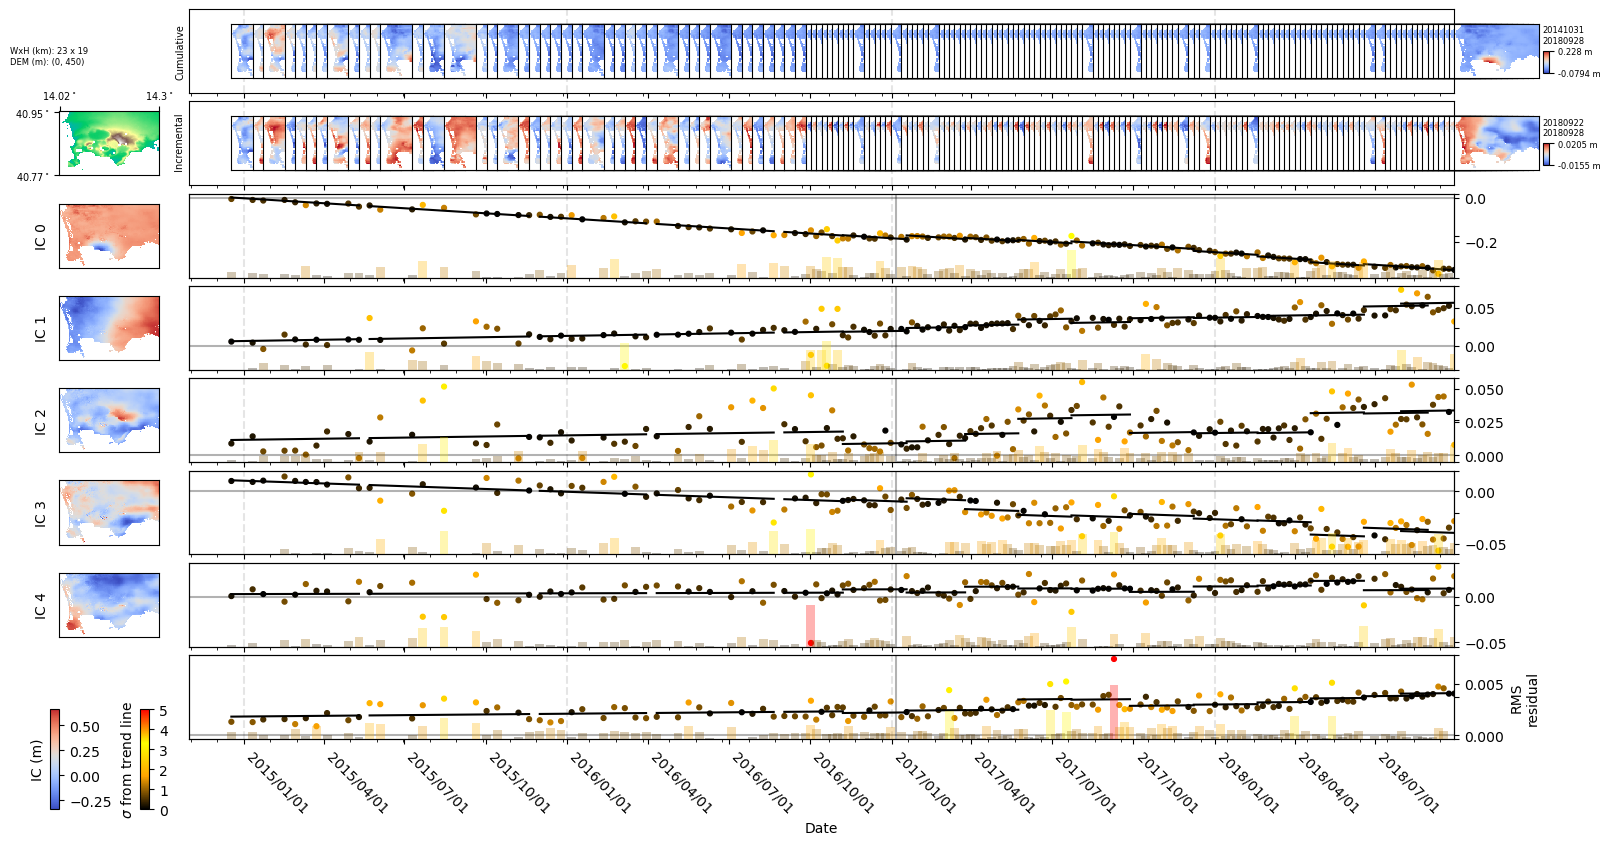 WxH (km): 23 x 19
DEM (m): (0, 450)
14.02°
14.3°
40.95°
40.77°
Cumulative
20141031
20180928
0.228 m
-0.0794 m
Incremental
20180922
20180928
0.0205 m
-0.0155 m
IC 0
0.0
−0.2
IC 1
0.05
0.00
IC 2
0.050
0.025
0.000
IC 3
0.00
−0.05
IC 4
0.00
−0.05
0.005
0.000
RMS
residual
IC (m)
0.50
0.25
0.00
−0.25
σ from trend line
5
4
3
2
1
0
2015/01/01
2015/04/01
2015/07/01
2015/10/01
2016/01/01
2016/04/01
2016/07/01
2016/10/01
2017/01/01
2017/04/01
2017/07/01
2017/10/01
2018/01/01
2018/04/01
2018/07/01
Date